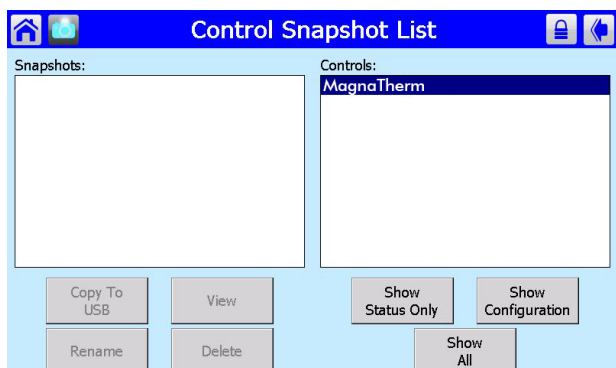 Control Snapshot List
Snapshots:
Controls:
MagnaTherm
Copy To
USB
View
Show
Status Only
Show
Configuration
Rename
Delete
Show
All